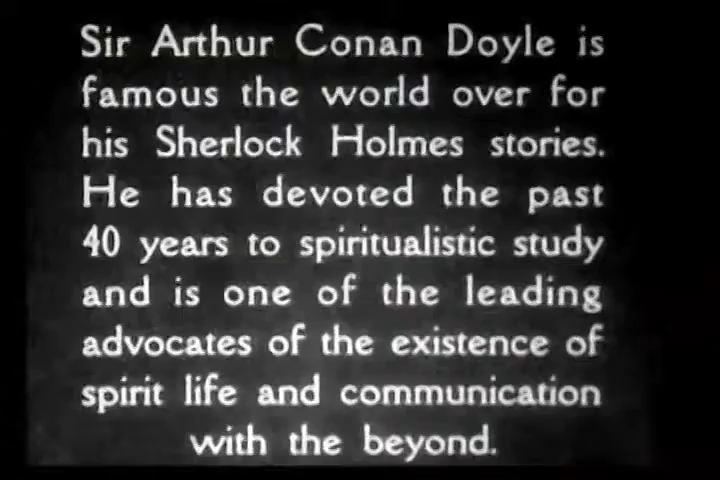 Sir Arthur Conan Doyle is
famous the world over for
his Sherlock Holmes stories.
He has devoted the past
40 years to spiritualistic study
and is one of the leading
advocates of the existence of
spirit life and communication
with the beyond.